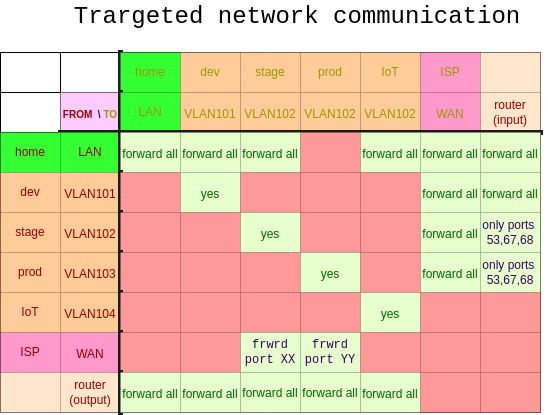 Trargeted network communication
home dev stage prod IoT ISP
FROM \ TO LAN VLAN101 VLAN102 VLAN102 VLAN102 WAN router (input)
home LAN forward all forward all forward all forward all forward all forward all
dev VLAN101 yes forward all forward all
stage VLAN102 yes forward all only ports 53,67,68
prod VLAN103 yes forward all only ports 53,67,68
IoT VLAN104 yes
ISP WAN frwrd port XX frwrd port YY
router (output) forward all forward all forward all forward all forward all